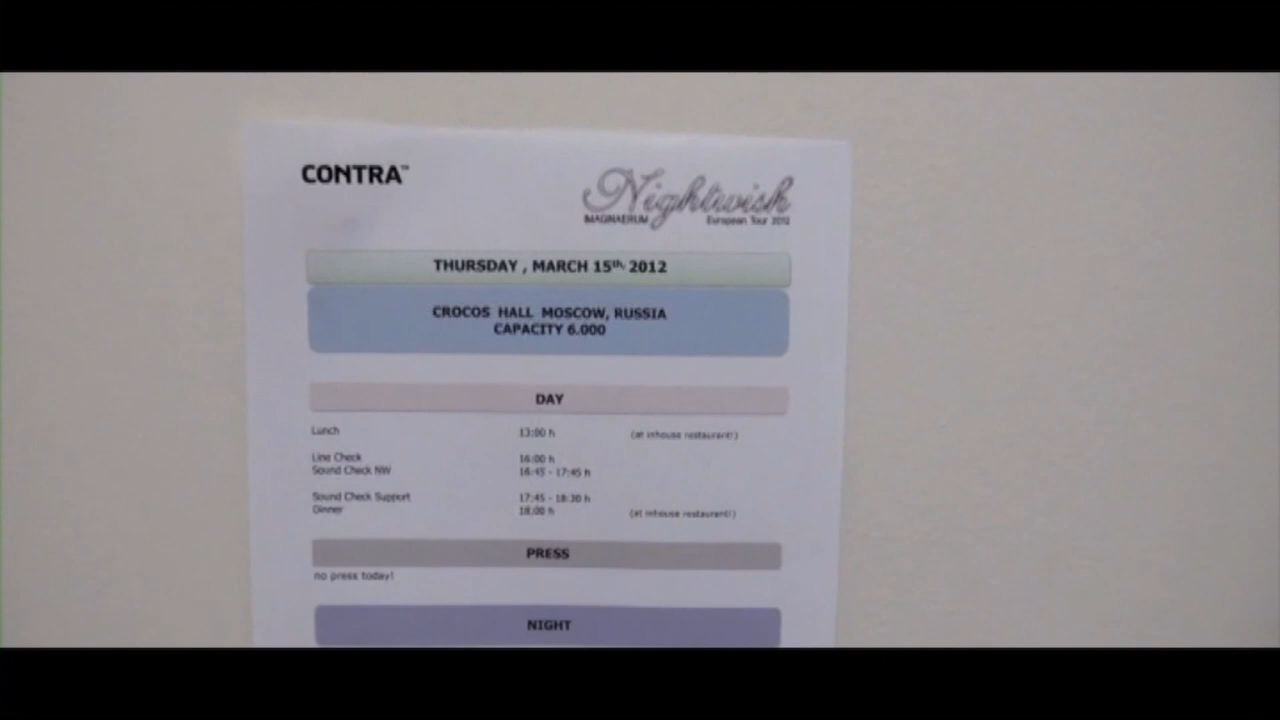 CONTRA™
Nightwish
IMAGINAERUM European Tour 2012
THURSDAY , MARCH 15th, 2012
CROCOS HALL MOSCOW, RUSSIA
CAPACITY 6.000
DAY
Lunch 13:00 h (at inhouse restaurant!)
Line Check 16:00 h
Sound Check NW 16:45 - 17:45 h
Sound Check Support 17:45 - 18:30 h
Dinner 18.00 h (at inhouse restaurant!)
PRESS
no press today!
NIGHT